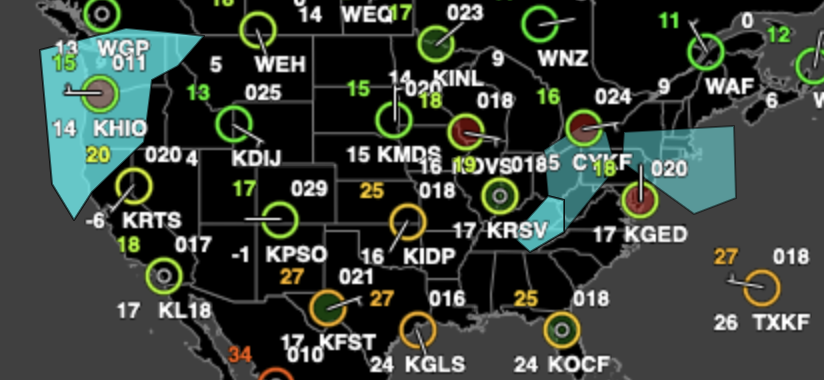 14 WEQ 17 023 11 0
12
13 WGP
15 011 5 WEH 9 WNZ
14 KINL
WAF
13 025 15 020 18 018 16 024 9 6
14 KHIO
KDIJ 15 KMDS
20 020 4 16 KOVS 19 018 5 CYKF 18 020
-6 KRTS 17 029 25 018
18 017 -1 KPSO 16 KIDP 17 KRSV 17 KGED
27 021 27 018
17 KL18 27 016 25 018
26 TXKF
17 KFST
34 010 24 KGLS 24 KOCF